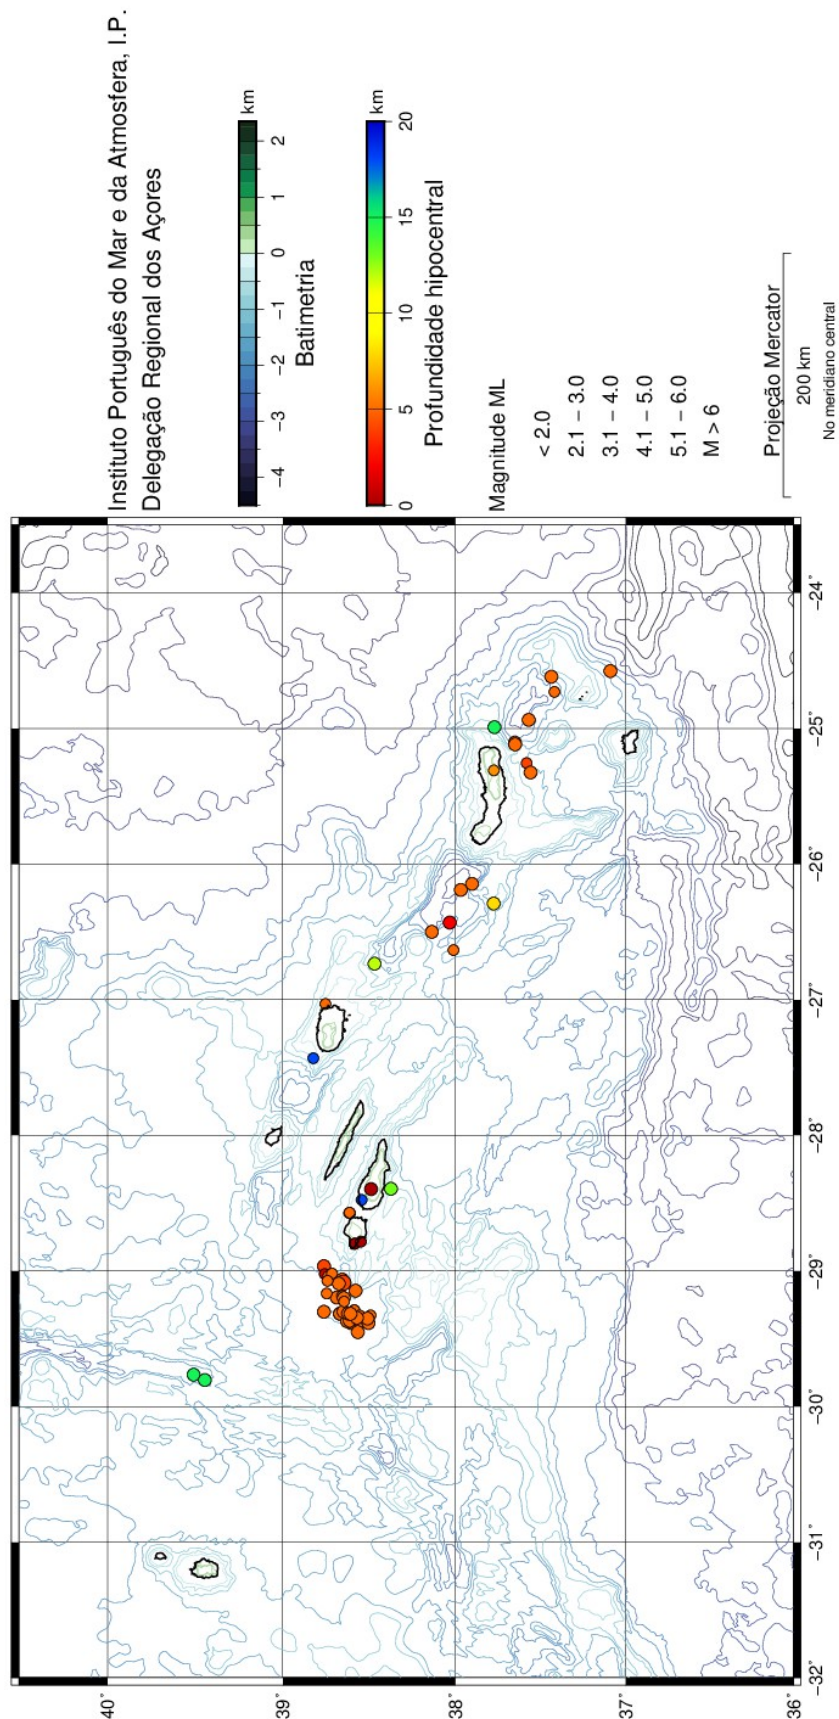 Instituto Português do Mar e da Atmosfera, I.P.
Delegação Regional dos Açores
km
−4 −3 −2 −1 0 1 2
Batimetria
km
0 5 10 15 20
Profundidade hipocentral
Magnitude ML
< 2.0
2.1 − 3.0
3.1 − 4.0
4.1 − 5.0
5.1 − 6.0
M > 6
Projeção Mercator
200 km
No meridiano central
40˚
39˚
38˚
37˚
36˚
−32˚ −31˚ −30˚ −29˚ −28˚ −27˚ −26˚ −25˚ −24˚